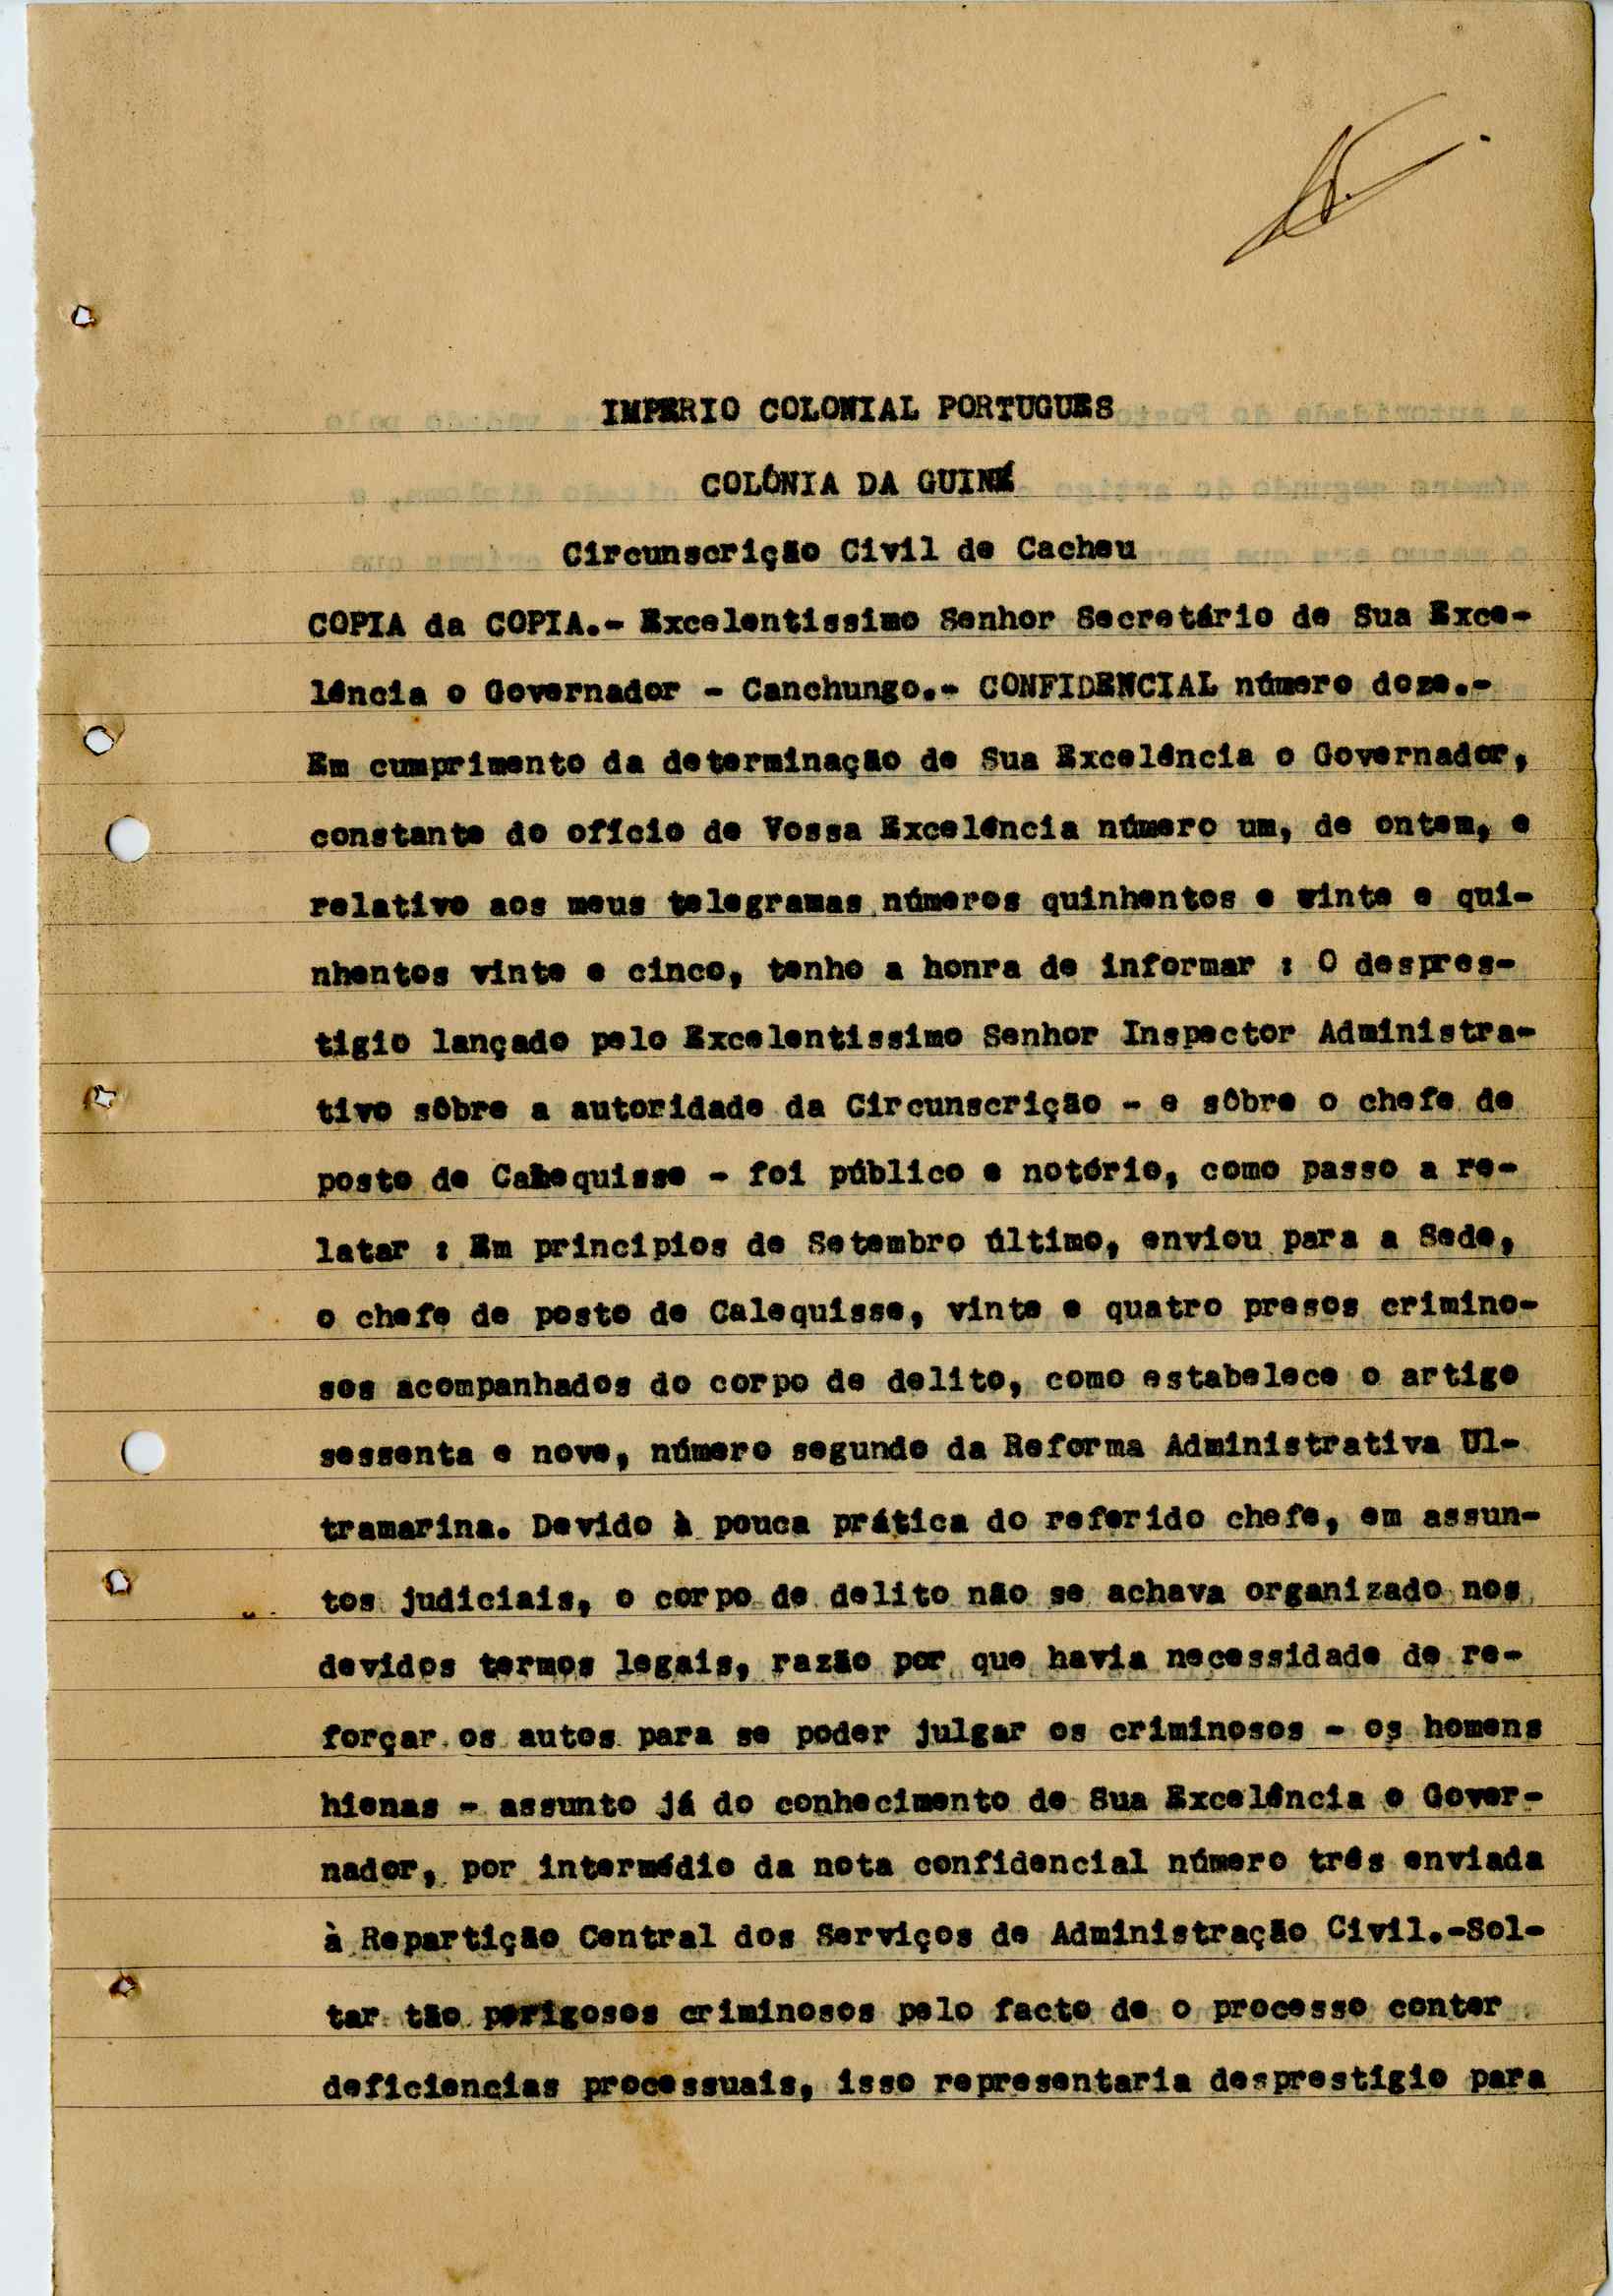 IMPERIO COLONIAL PORTUGUES
COLÓNIA DA GUINÉ
Circunscrição Civil de Cacheu
COPIA da COPIA.- Excelentissimo Senhor Secretário de Sua Exce-
lência o Governador - Canchungo.- CONFIDENCIAL número doze.-
Em cumprimento da determinação de Sua Excelência o Governador,
constante do ofício de Vossa Excelência número um, de ontem, e
relativo aos meus telegramas números quinhentos e vinte e qui-
nhentos vinte e cinco, tenho a honra de informar : O despres-
tigio lançado pelo Excelentissimo Senhor Inspector Administra-
tivo sôbre a autoridade da Circunscrição - e sôbre o chefe de
posto de Calequisse - foi público e notório, como passo a re-
latar : Em principios de Setembro último, enviou para a Sede,
o chefe de posto de Calequisse, vinte e quatro presos crimino-
sos acompanhados do corpo de delito, como estabelece o artigo
sessenta e nove, número segundo da Reforma Administrativa Ul-
tramarina. Devido à pouca prática do referido chefe, em assun-
tos judiciais, o corpo de delito não se achava organizado nos
devidos termos legais, razão por que havia necessidade de re-
forçar os autos para se poder julgar os criminosos - os homens
hienas - assunto já do conhecimento de Sua Excelência o Gover-
nador, por intermédio da nota confidencial número três enviada
à Repartição Central dos Serviços de Administração Civil.-Sol-
tar tão perigosos criminosos pelo facto de o processo conter
deficiencias processuais, isso representaria desprestigio para